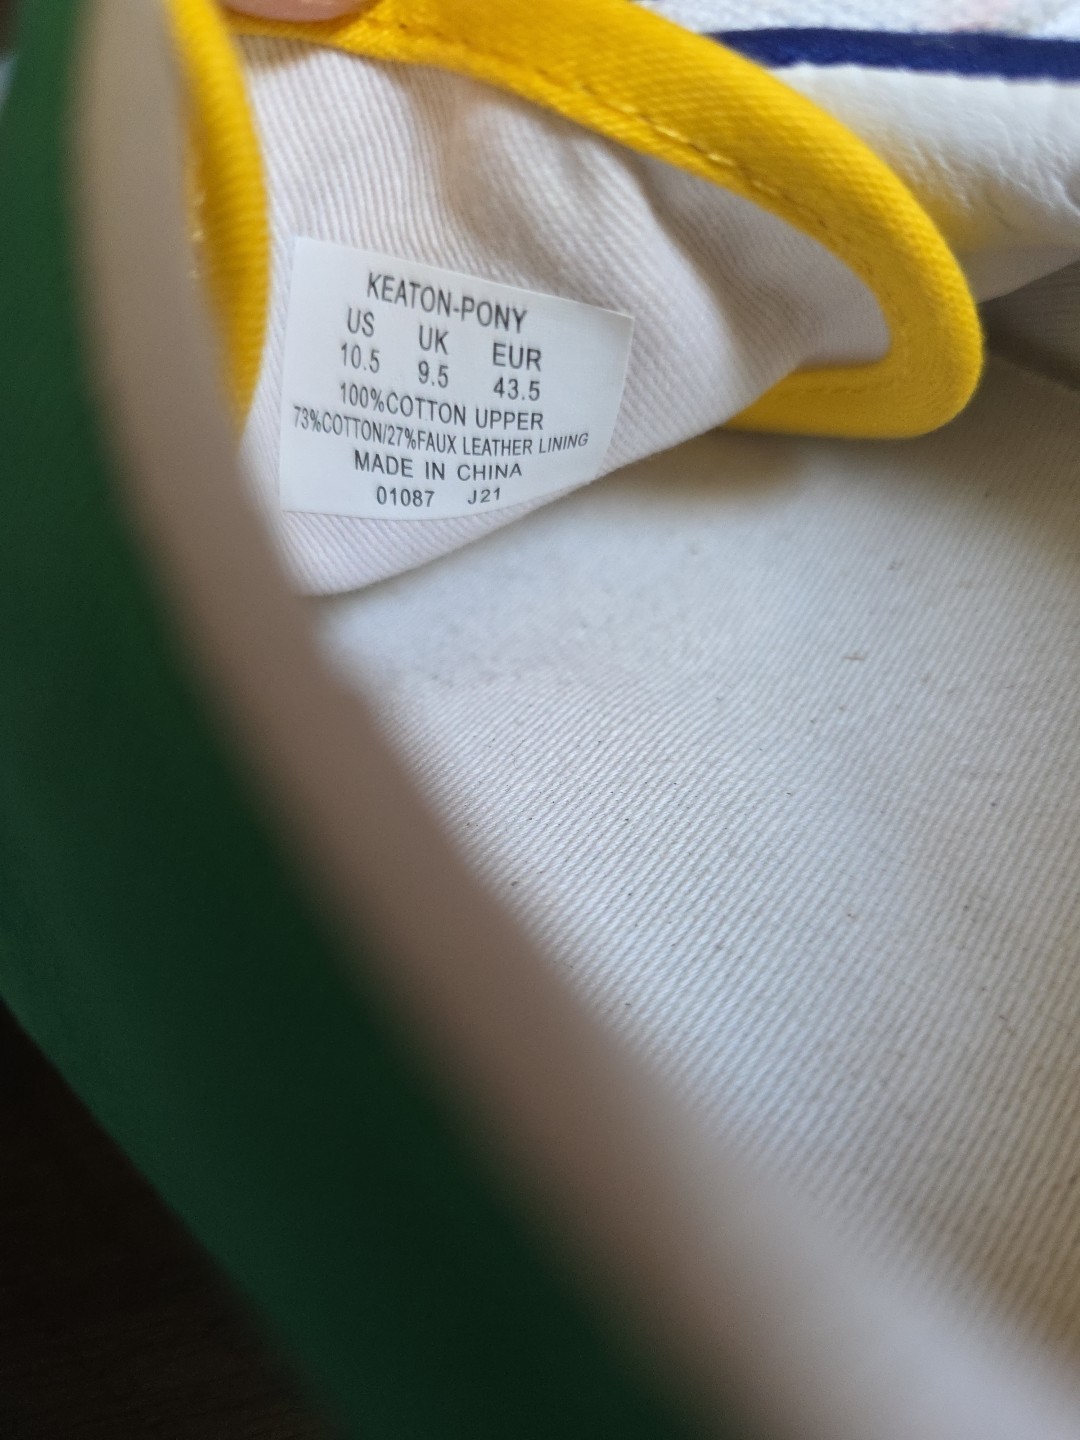 KEATON-PONY
US UK EUR
10.5 9.5 43.5
100%COTTON UPPER
73%COTTON/27%FAUX LEATHER LINING
MADE IN CHINA
01087 J21